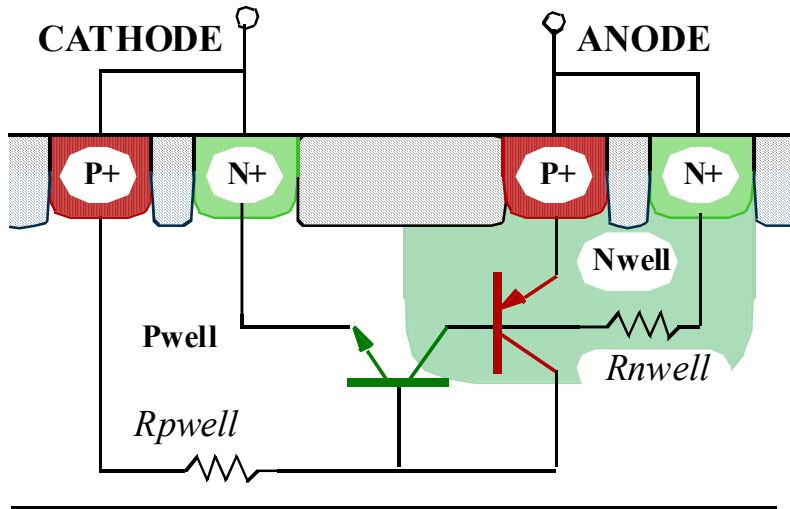 CATHODE
ANODE
P+
N+
P+
N+
Nwell
Pwell
Rnwell
Rpwell